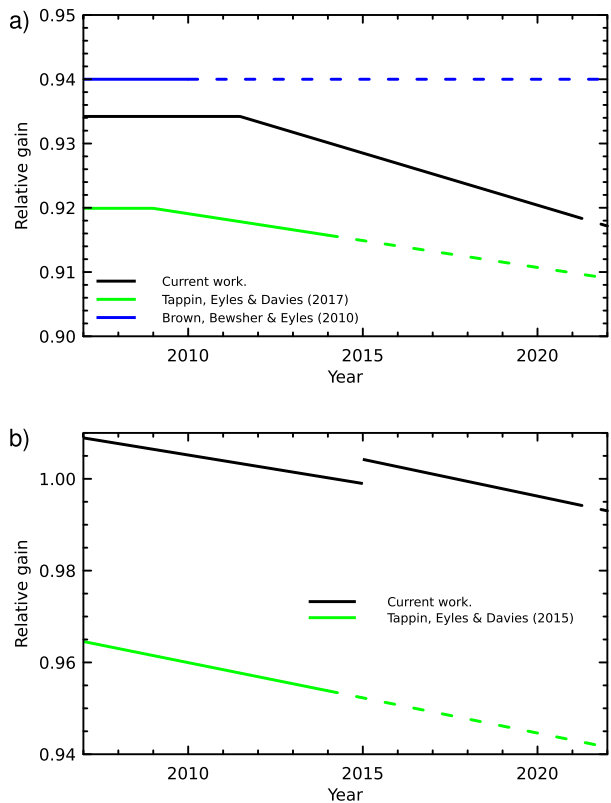 a)
0.95
0.94
0.93
0.92
0.91
0.90
Relative gain
Current work.
Tappin, Eyles & Davies (2017)
Brown, Bewsher & Eyles (2010)
2010 2015 2020
Year
b)
1.00
0.98
0.96
0.94
Relative gain
Current work.
Tappin, Eyles & Davies (2015)
2010 2015 2020
Year